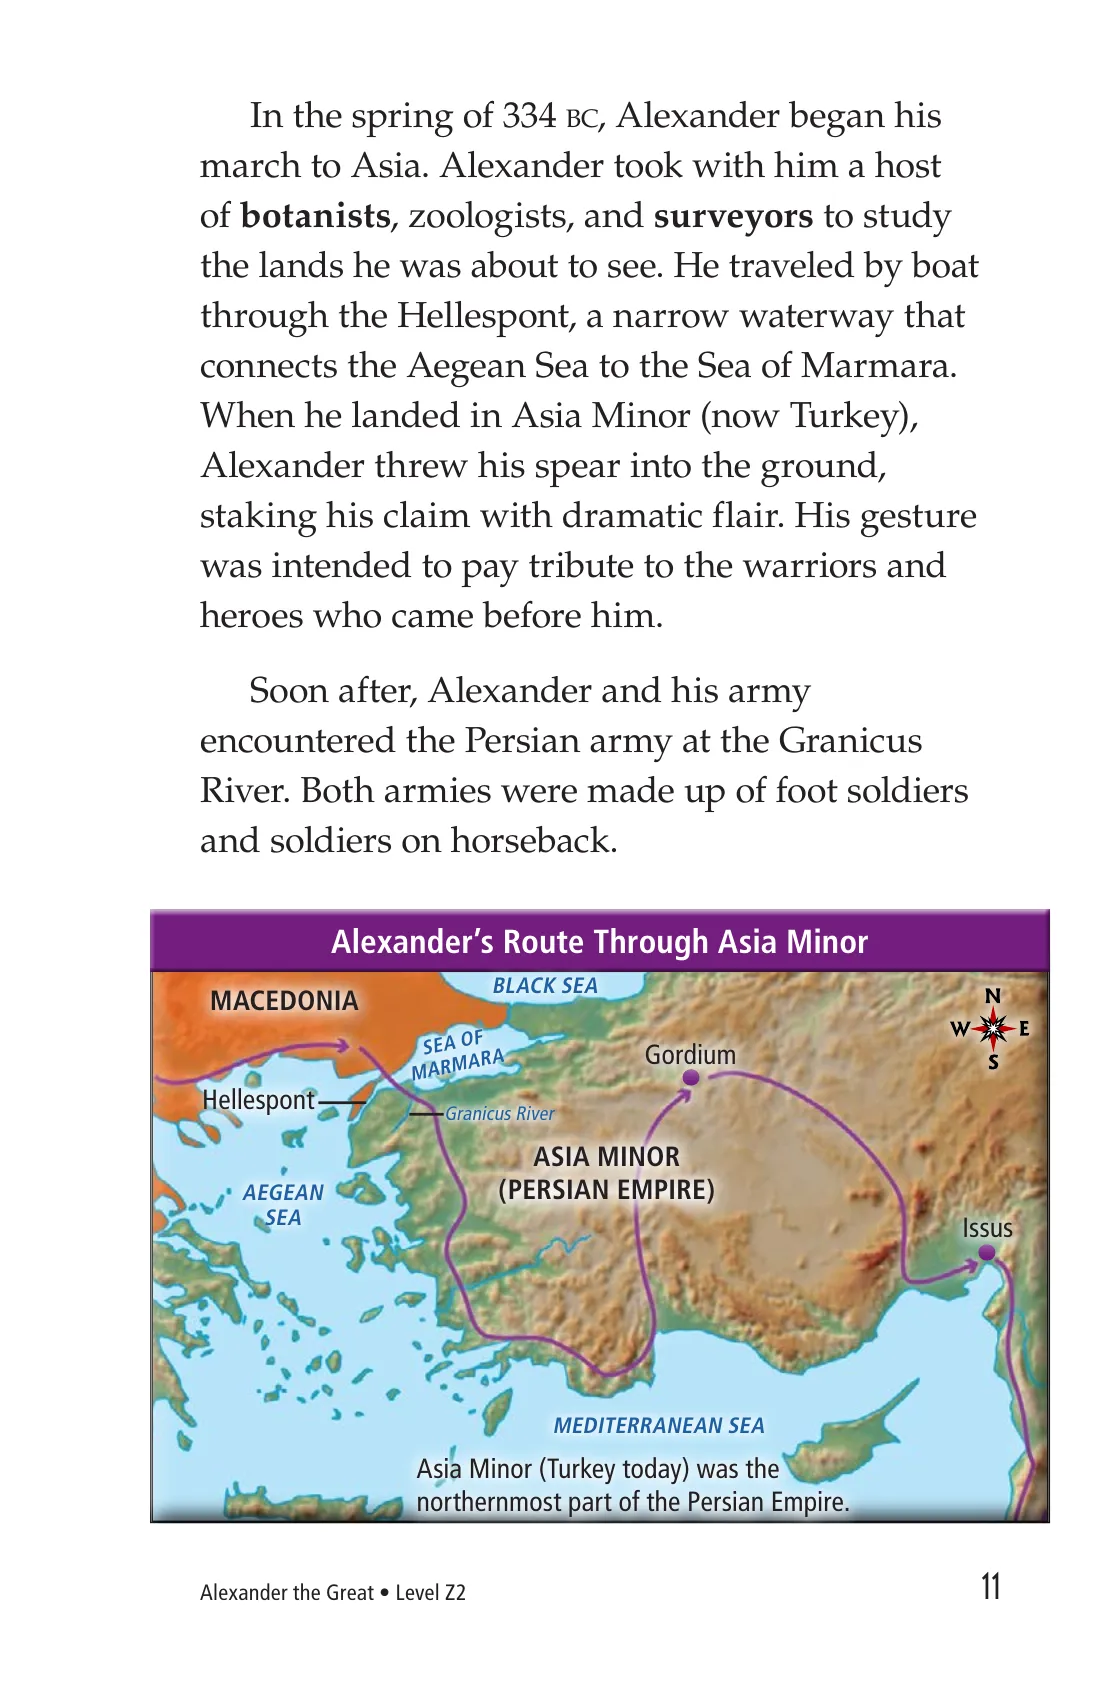 In the spring of 334 BC, Alexander began his
march to Asia. Alexander took with him a host
of botanists, zoologists, and surveyors to study
the lands he was about to see. He traveled by boat
through the Hellespont, a narrow waterway that
connects the Aegean Sea to the Sea of Marmara.
When he landed in Asia Minor (now Turkey),
Alexander threw his spear into the ground,
staking his claim with dramatic flair. His gesture
was intended to pay tribute to the warriors and
heroes who came before him.
Soon after, Alexander and his army
encountered the Persian army at the Granicus
River. Both armies were made up of foot soldiers
and soldiers on horseback.
Alexander’s Route Through Asia Minor
BLACK SEA
MACEDONIA
N
W E
S
SEA OF
MARMARA
Gordium
Hellespont
Granicus River
ASIA MINOR
(PERSIAN EMPIRE)
AEGEAN
SEA
Issus
MEDITERRANEAN SEA
Asia Minor (Turkey today) was the
northernmost part of the Persian Empire.
Alexander the Great • Level Z2
11